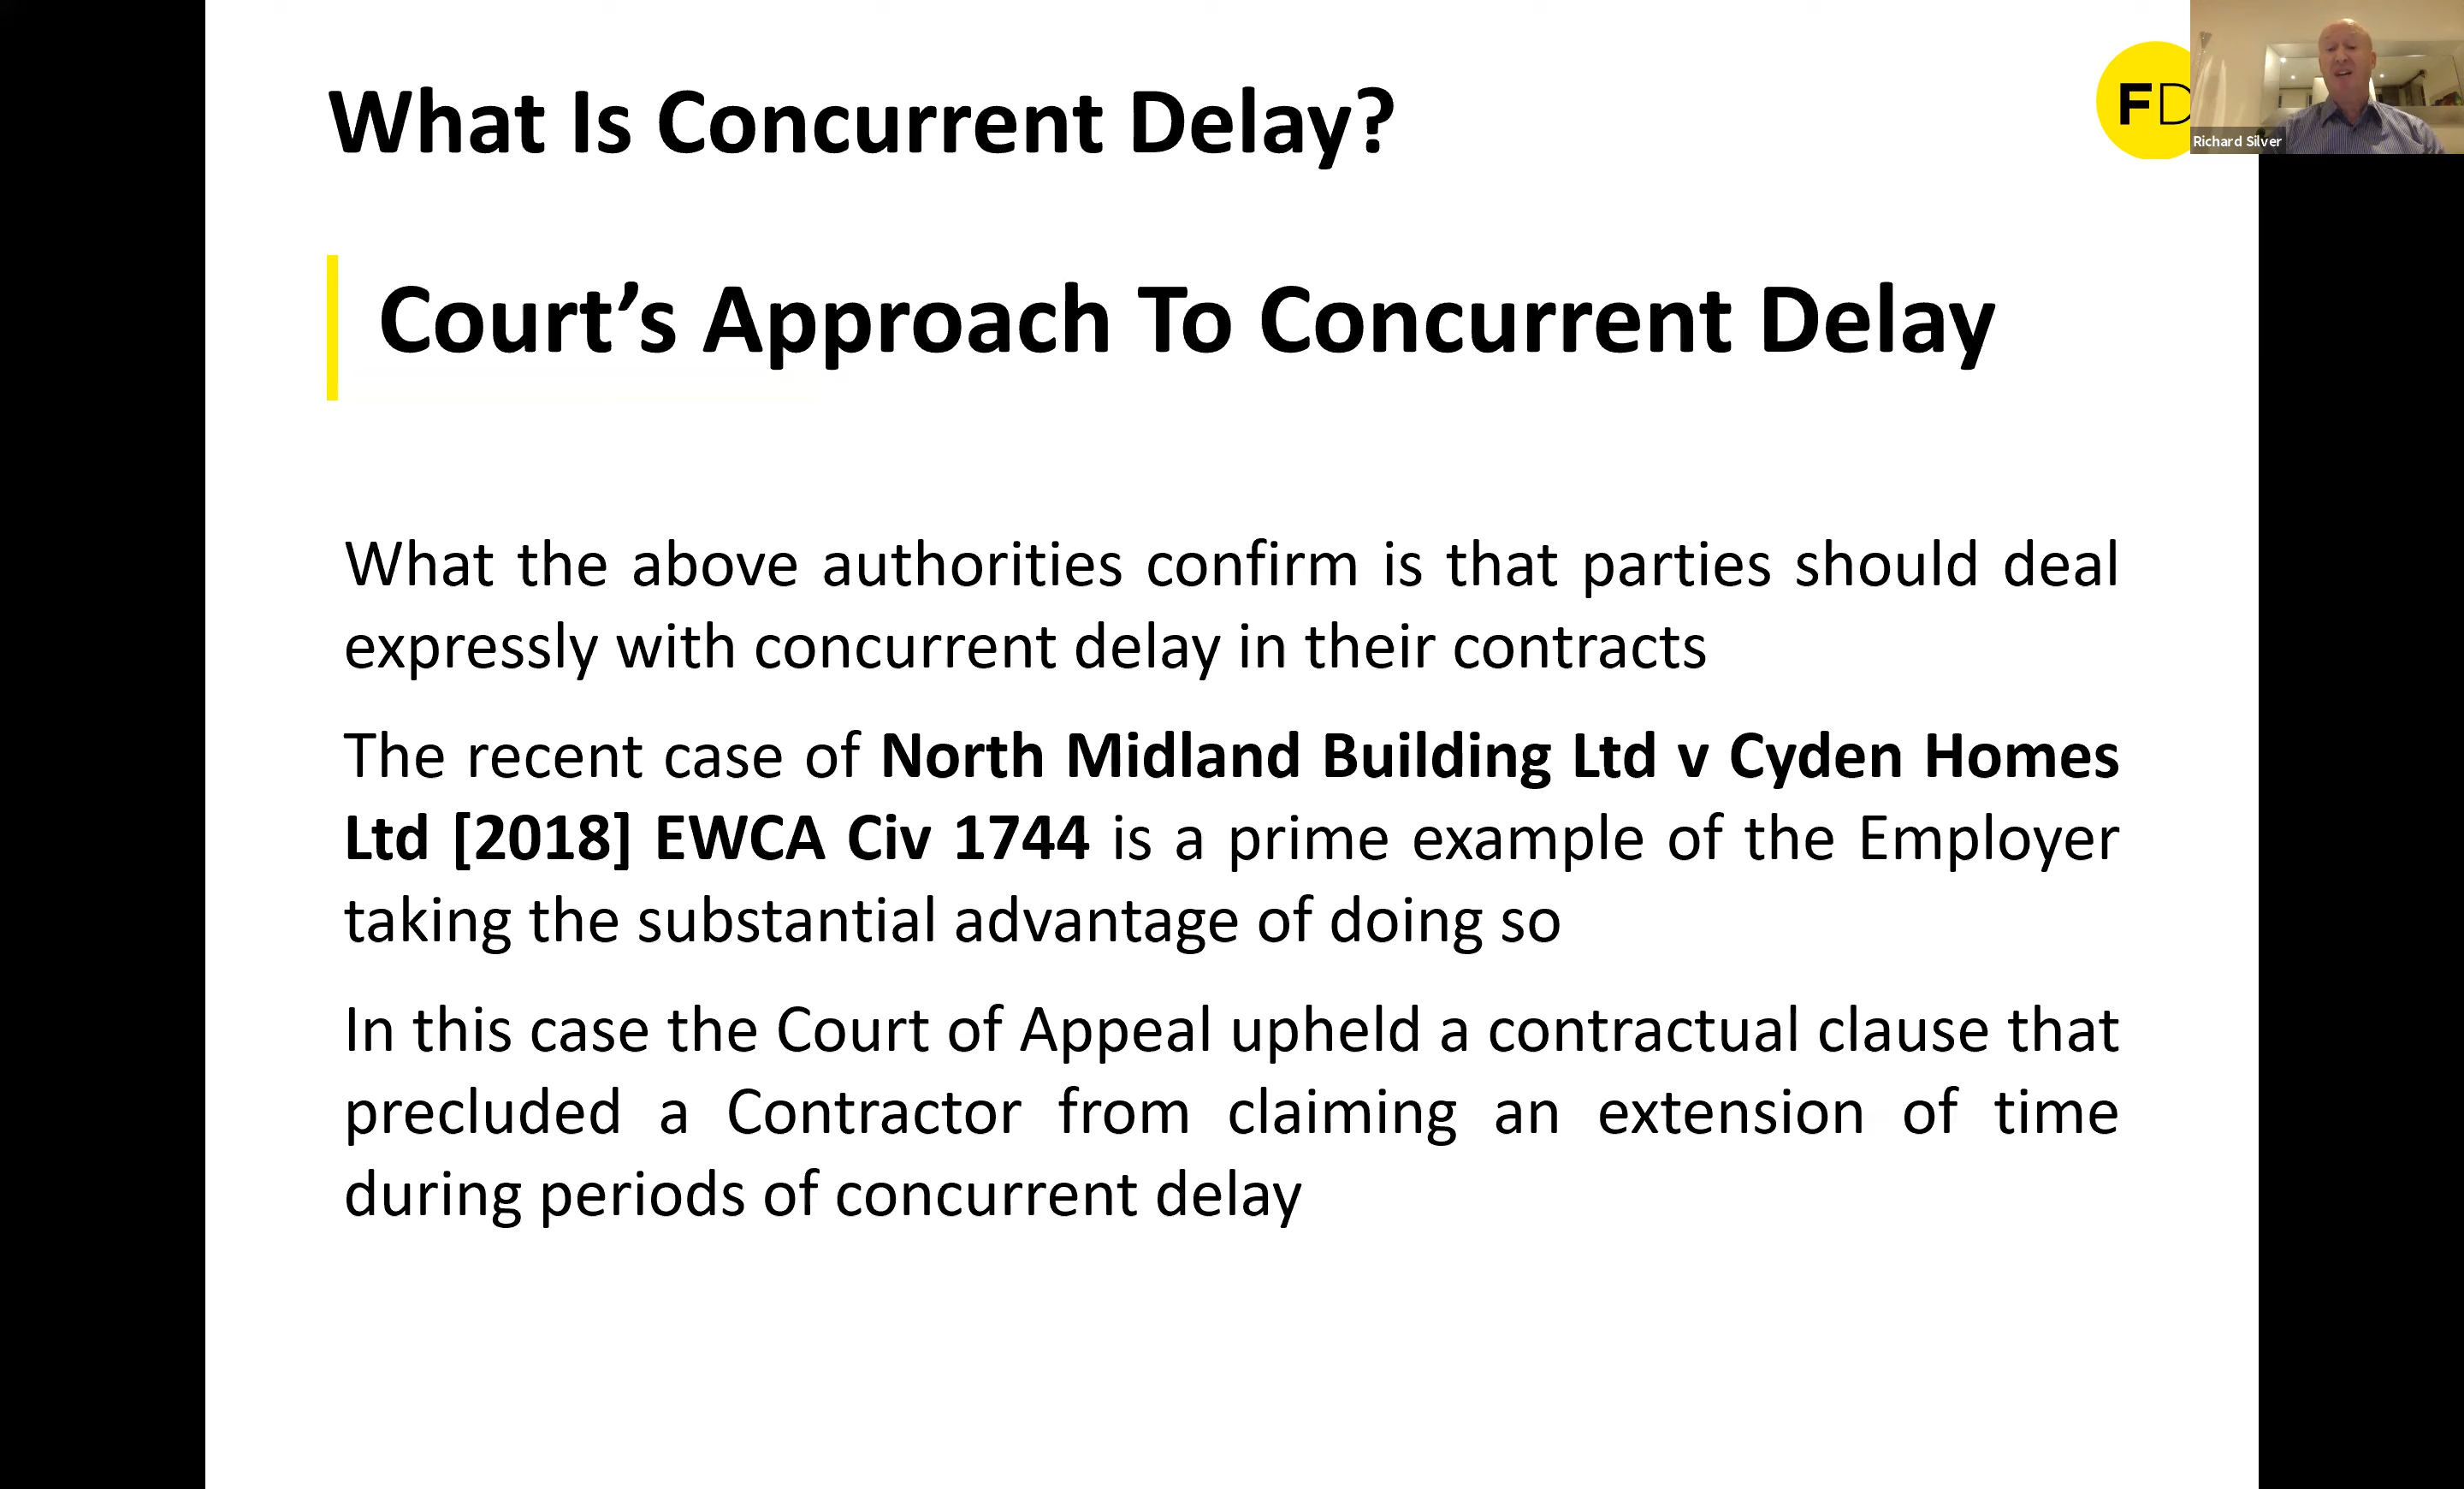 What Is Concurrent Delay?
FD
Richard Silver
Court’s Approach To Concurrent Delay
What the above authorities confirm is that parties should deal
expressly with concurrent delay in their contracts
The recent case of North Midland Building Ltd v Cyden Homes
Ltd [2018] EWCA Civ 1744 is a prime example of the Employer
taking the substantial advantage of doing so
In this case the Court of Appeal upheld a contractual clause that
precluded a Contractor from claiming an extension of time
during periods of concurrent delay